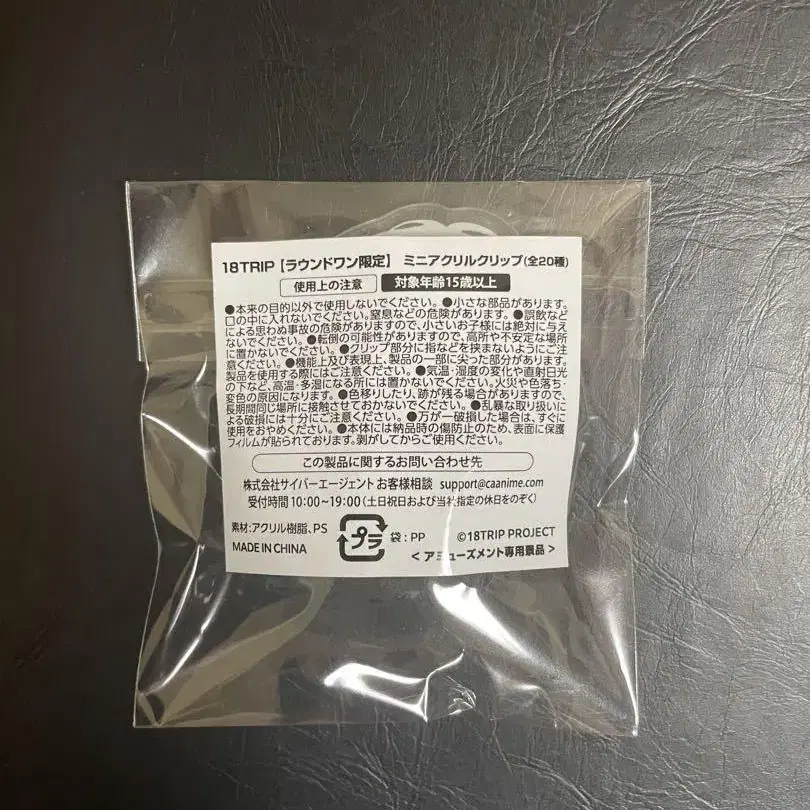 18TRIP【ラウンドワン限定】 ミニアクリルクリップ(全20種)
使用上の注意 対象年齢15歳以上
●本来の目的以外で使用しないでください。●小さな部品があります。
口の中に入れないでください。窒息などの危険があります。●誤飲など
による思わぬ事故の危険がありますので、小さいお子様には絶対に与え
ないでください。●転倒の可能性がありますので、高所や不安定な場所
に置かないでください。●クリップ部分に指などを挟まないようにご注
意ください。●機能上及び表現上、製品の一部に尖った部分があります。
製品を使用する際にはご注意ください。●気温・湿度の変化や直射日光
の下など、高温・多湿になる所には置かないでください。火災や色落ち・
変色の原因になります。●色移りしたり、跡が残る場合がありますので、
長期間同じ場所に接触させておかないでください。●乱暴な取り扱いに
よる破損には十分にご注意ください。●万が一破損した場合は、すぐに
使用をおやめください。●本体には納品時の傷防止のため、表面に保護
フィルムが貼られております。剥がしてからご使用ください。
この製品に関するお問い合わせ先
株式会社サイバーエージェント お客様相談 support@caanime.com
受付時間 10:00~19:00(土日祝日および当社指定の休日をのぞく)
素材:アクリル樹脂、PS
MADE IN CHINA
プラ
袋:PP
©18TRIP PROJECT
<アミューズメント専用景品>